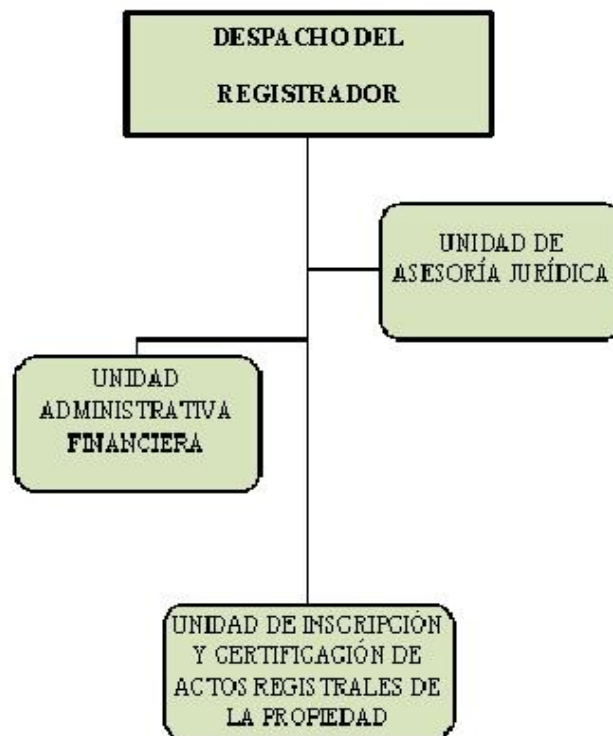 DESPACHO DEL
REGISTRADOR
UNIDAD DE
ASESORÍA JURÍDICA
UNIDAD
ADMINISTRATIVA
FINANCIERA
UNIDAD DE INSCRIPCIÓN
Y CERTIFICACIÓN DE
ACTOS REGISTRALES DE
LA PROPIEDAD